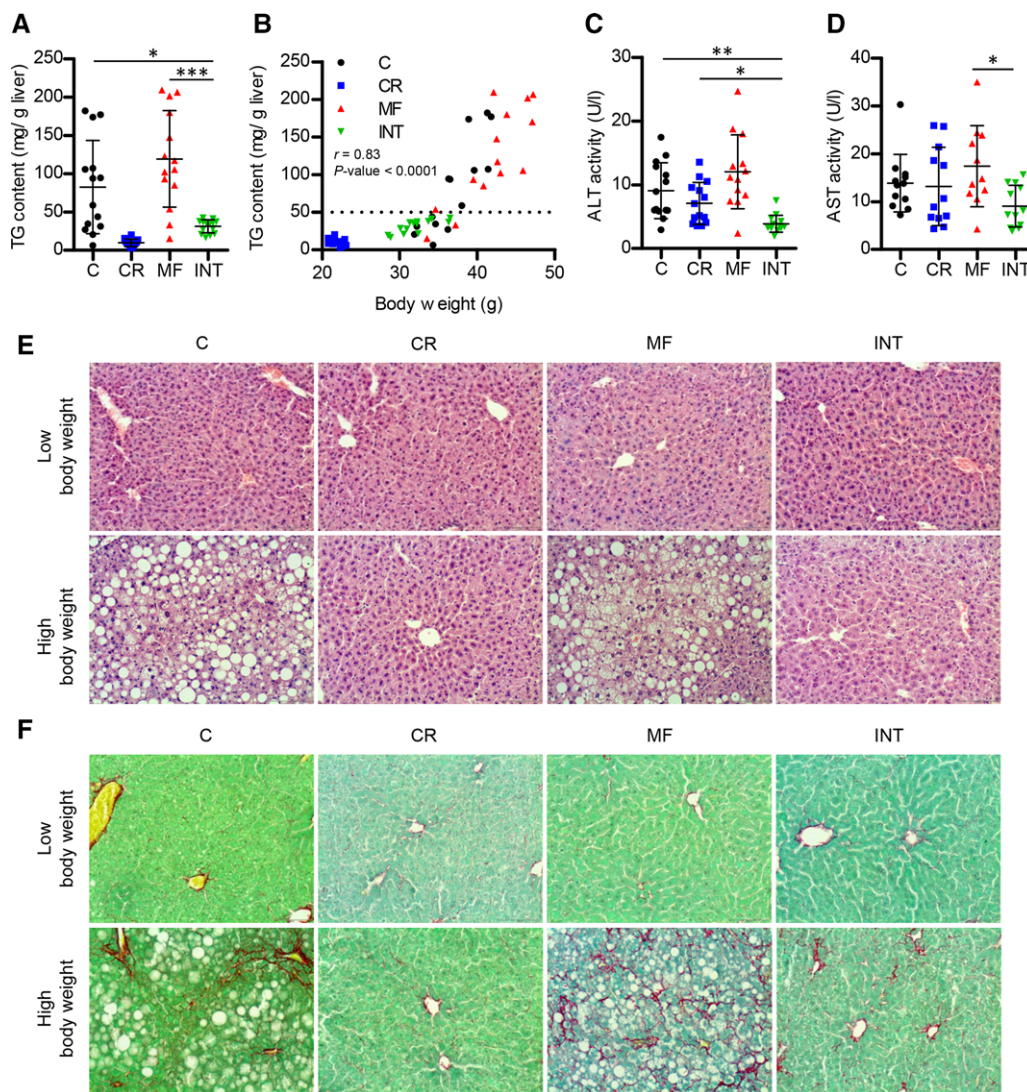 A
TG content (mg/ g liver)
250
200
150
100
50
0
*
***
C CR MF INT
B
TG content (mg/ g liver)
250
200
150
100
50
0
C
CR
MF
INT
r = 0.83
P-value < 0.0001
20 30 40 50
Body weight (g)
C
ALT activity (U/l)
30
20
10
0
**
*
C CR MF INT
D
AST activity (U/l)
40
30
20
10
0
*
C CR MF INT
E
C CR MF INT
Low
body weight
High
body weight
F
C CR MF INT
Low
body weight
High
body weight